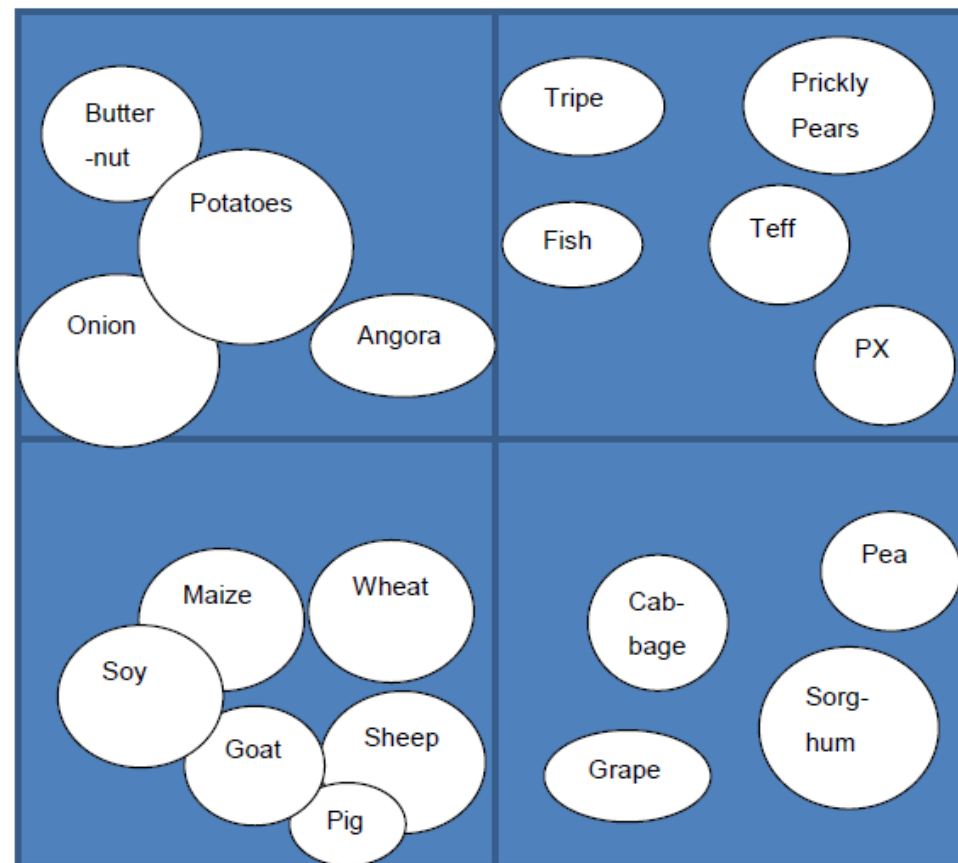 Butter
-nut
Potatoes
Onion
Angora
Tripe
Prickly
Pears
Fish
Teff
PX
Maize
Wheat
Soy
Goat
Sheep
Pig
Cab-
bage
Pea
Sorg-
hum
Grape